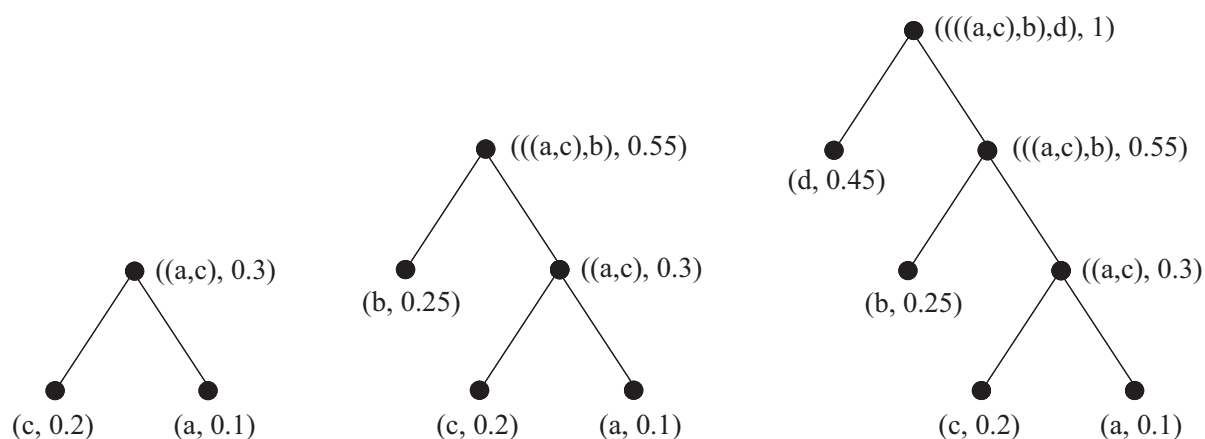 ((a,c), 0.3)
(c, 0.2)
(a, 0.1)
(((a,c),b), 0.55)
(b, 0.25)
((a,c), 0.3)
(c, 0.2)
(a, 0.1)
((((a,c),b),d), 1)
(d, 0.45)
(((a,c),b), 0.55)
(b, 0.25)
((a,c), 0.3)
(c, 0.2)
(a, 0.1)